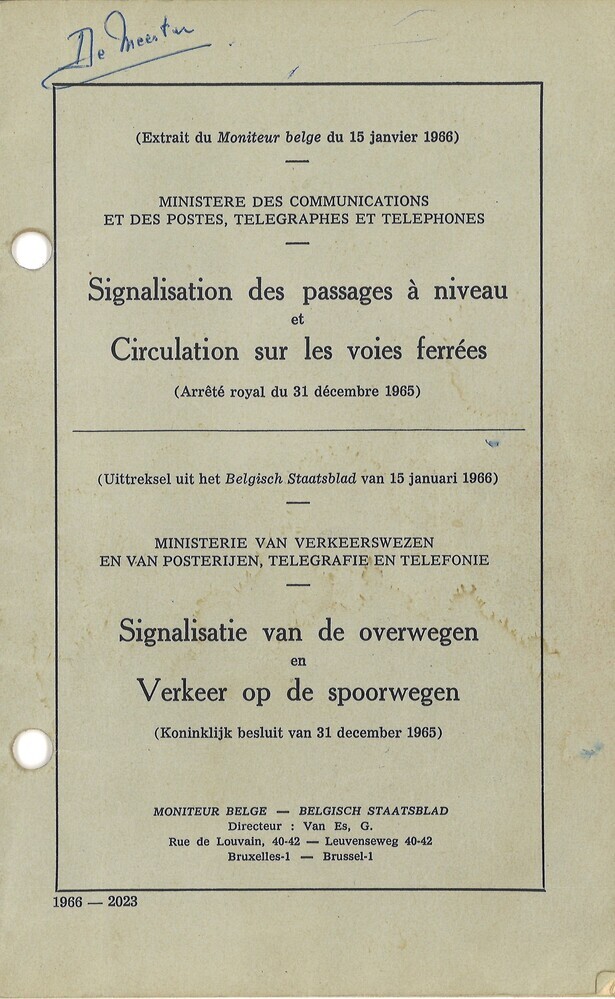 De Meester
(Extrait du Moniteur belge du 15 janvier 1966)
MINISTERE DES COMMUNICATIONS
ET DES POSTES, TELEGRAPHES ET TELEPHONES
Signalisation des passages à niveau
et
Circulation sur les voies ferrées
(Arrêté royal du 31 décembre 1965)
(Uittreksel uit het Belgisch Staatsblad van 15 januari 1966)
MINISTERIE VAN VERKEERSWEZEN
EN VAN POSTERIJEN, TELEGRAFIE EN TELEFONIE
Signalisatie van de overwegen
en
Verkeer op de spoorwegen
(Koninklijk besluit van 31 december 1965)
MONITEUR BELGE — BELGISCH STAATSBLAD
Directeur : Van Es, G.
Rue de Louvain, 40-42 — Leuvenseweg 40-42
Bruxelles-1 — Brussel-1
1966 — 2023